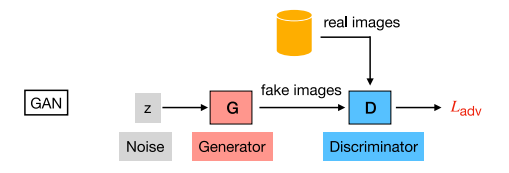 real images
fake images
GAN
z
G
D
L_adv
Noise
Generator
Discriminator